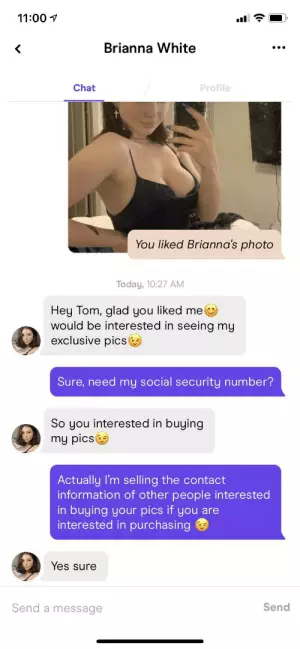 11:00
Brianna White
Chat / Profile
You liked Brianna's photo
Today, 10:27 AM
Hey Tom, glad you liked me😊
would be interested in seeing my
exclusive pics😉
Sure, need my social security number?
So you interested in buying
my pics😉
Actually I'm selling the contact
information of other people interested
in buying your pics if you are
interested in purchasing 😉
Yes sure
Send a message Send